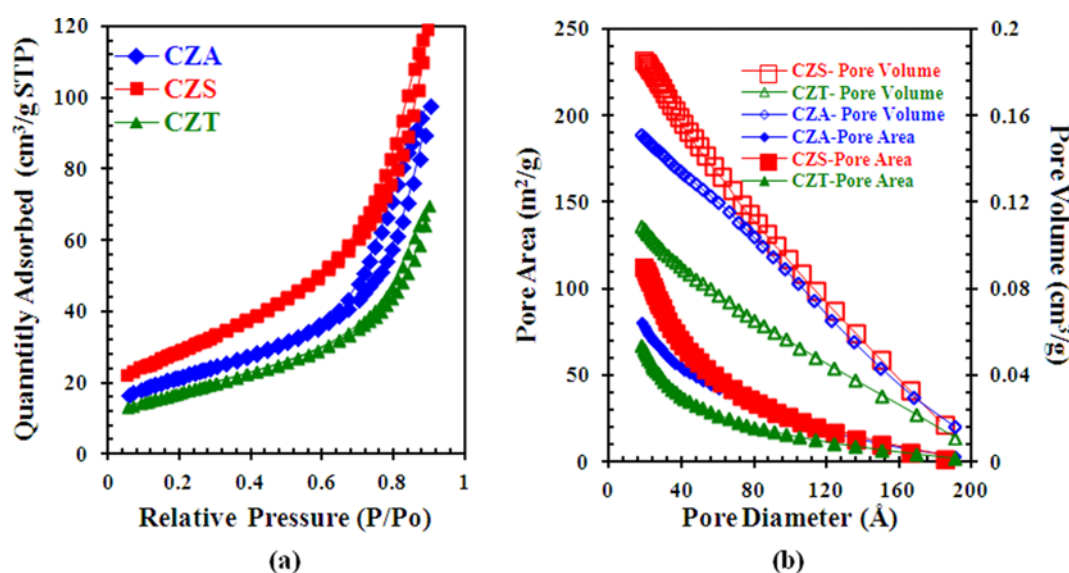 Quanntitly Adsorbed (cm³/g STP)
120
100
80
60
40
20
0
CZA
CZS
CZT
0
0.2
0.4
0.6
0.8
1
Relative Pressure (P/Po)
(a)
Pore Area (m²/g)
250
200
150
100
50
0
CZS- Pore Volume
CZT- Pore Volume
CZA- Pore Volume
CZA-Pore Area
CZS-Pore Area
CZT-Pore Area
0.2
0.16
0.12
0.08
0.04
0
Pore Volume (cm³/g)
0
40
80
120
160
200
Pore Diameter (Å)
(b)